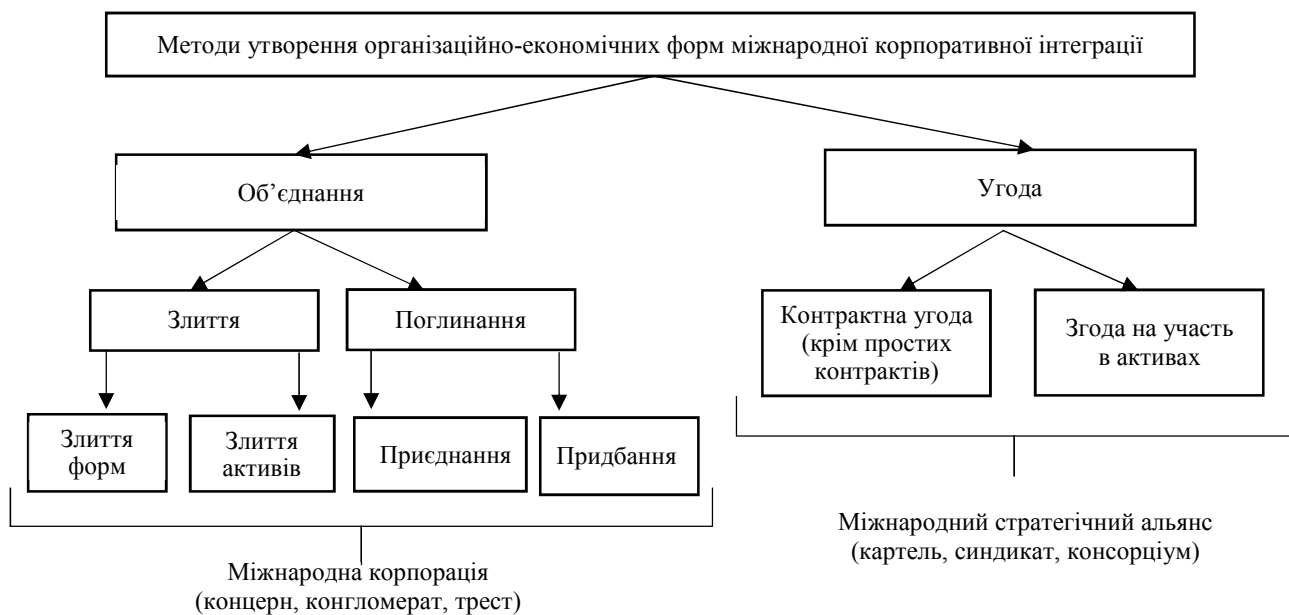 Методи утворення організаційно-економічних форм міжнародної корпоративної інтеграції
Об’єднання
Угода
Злиття
Поглинання
Контрактна угода
(крім простих
контрактів)
Згода на участь
в активах
Злиття
форм
Злиття
активів
Приєднання
Придбання
Міжнародний стратегічний альянс
(картель, синдикат, консорціум)
Міжнародна корпорація
(концерн, конгломерат, трест)